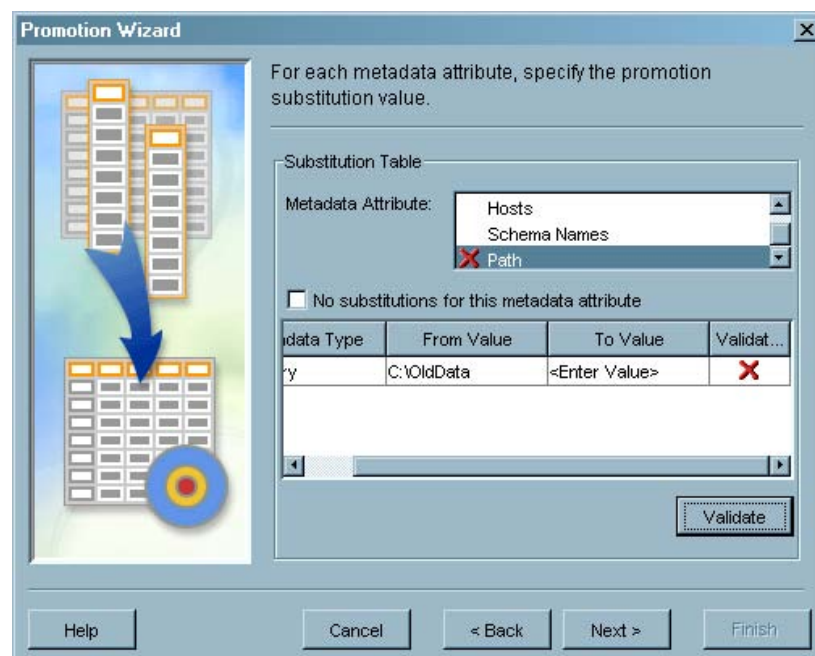 Promotion Wizard
For each metadata attribute, specify the promotion
substitution value.
Substitution Table
Metadata Attribute:
Hosts
Schema Names
Path
No substitutions for this metadata attribute
idata Type From Value To Value Validat...
ry C:\OldData <Enter Value>
Validate
Help Cancel < Back Next > Finish